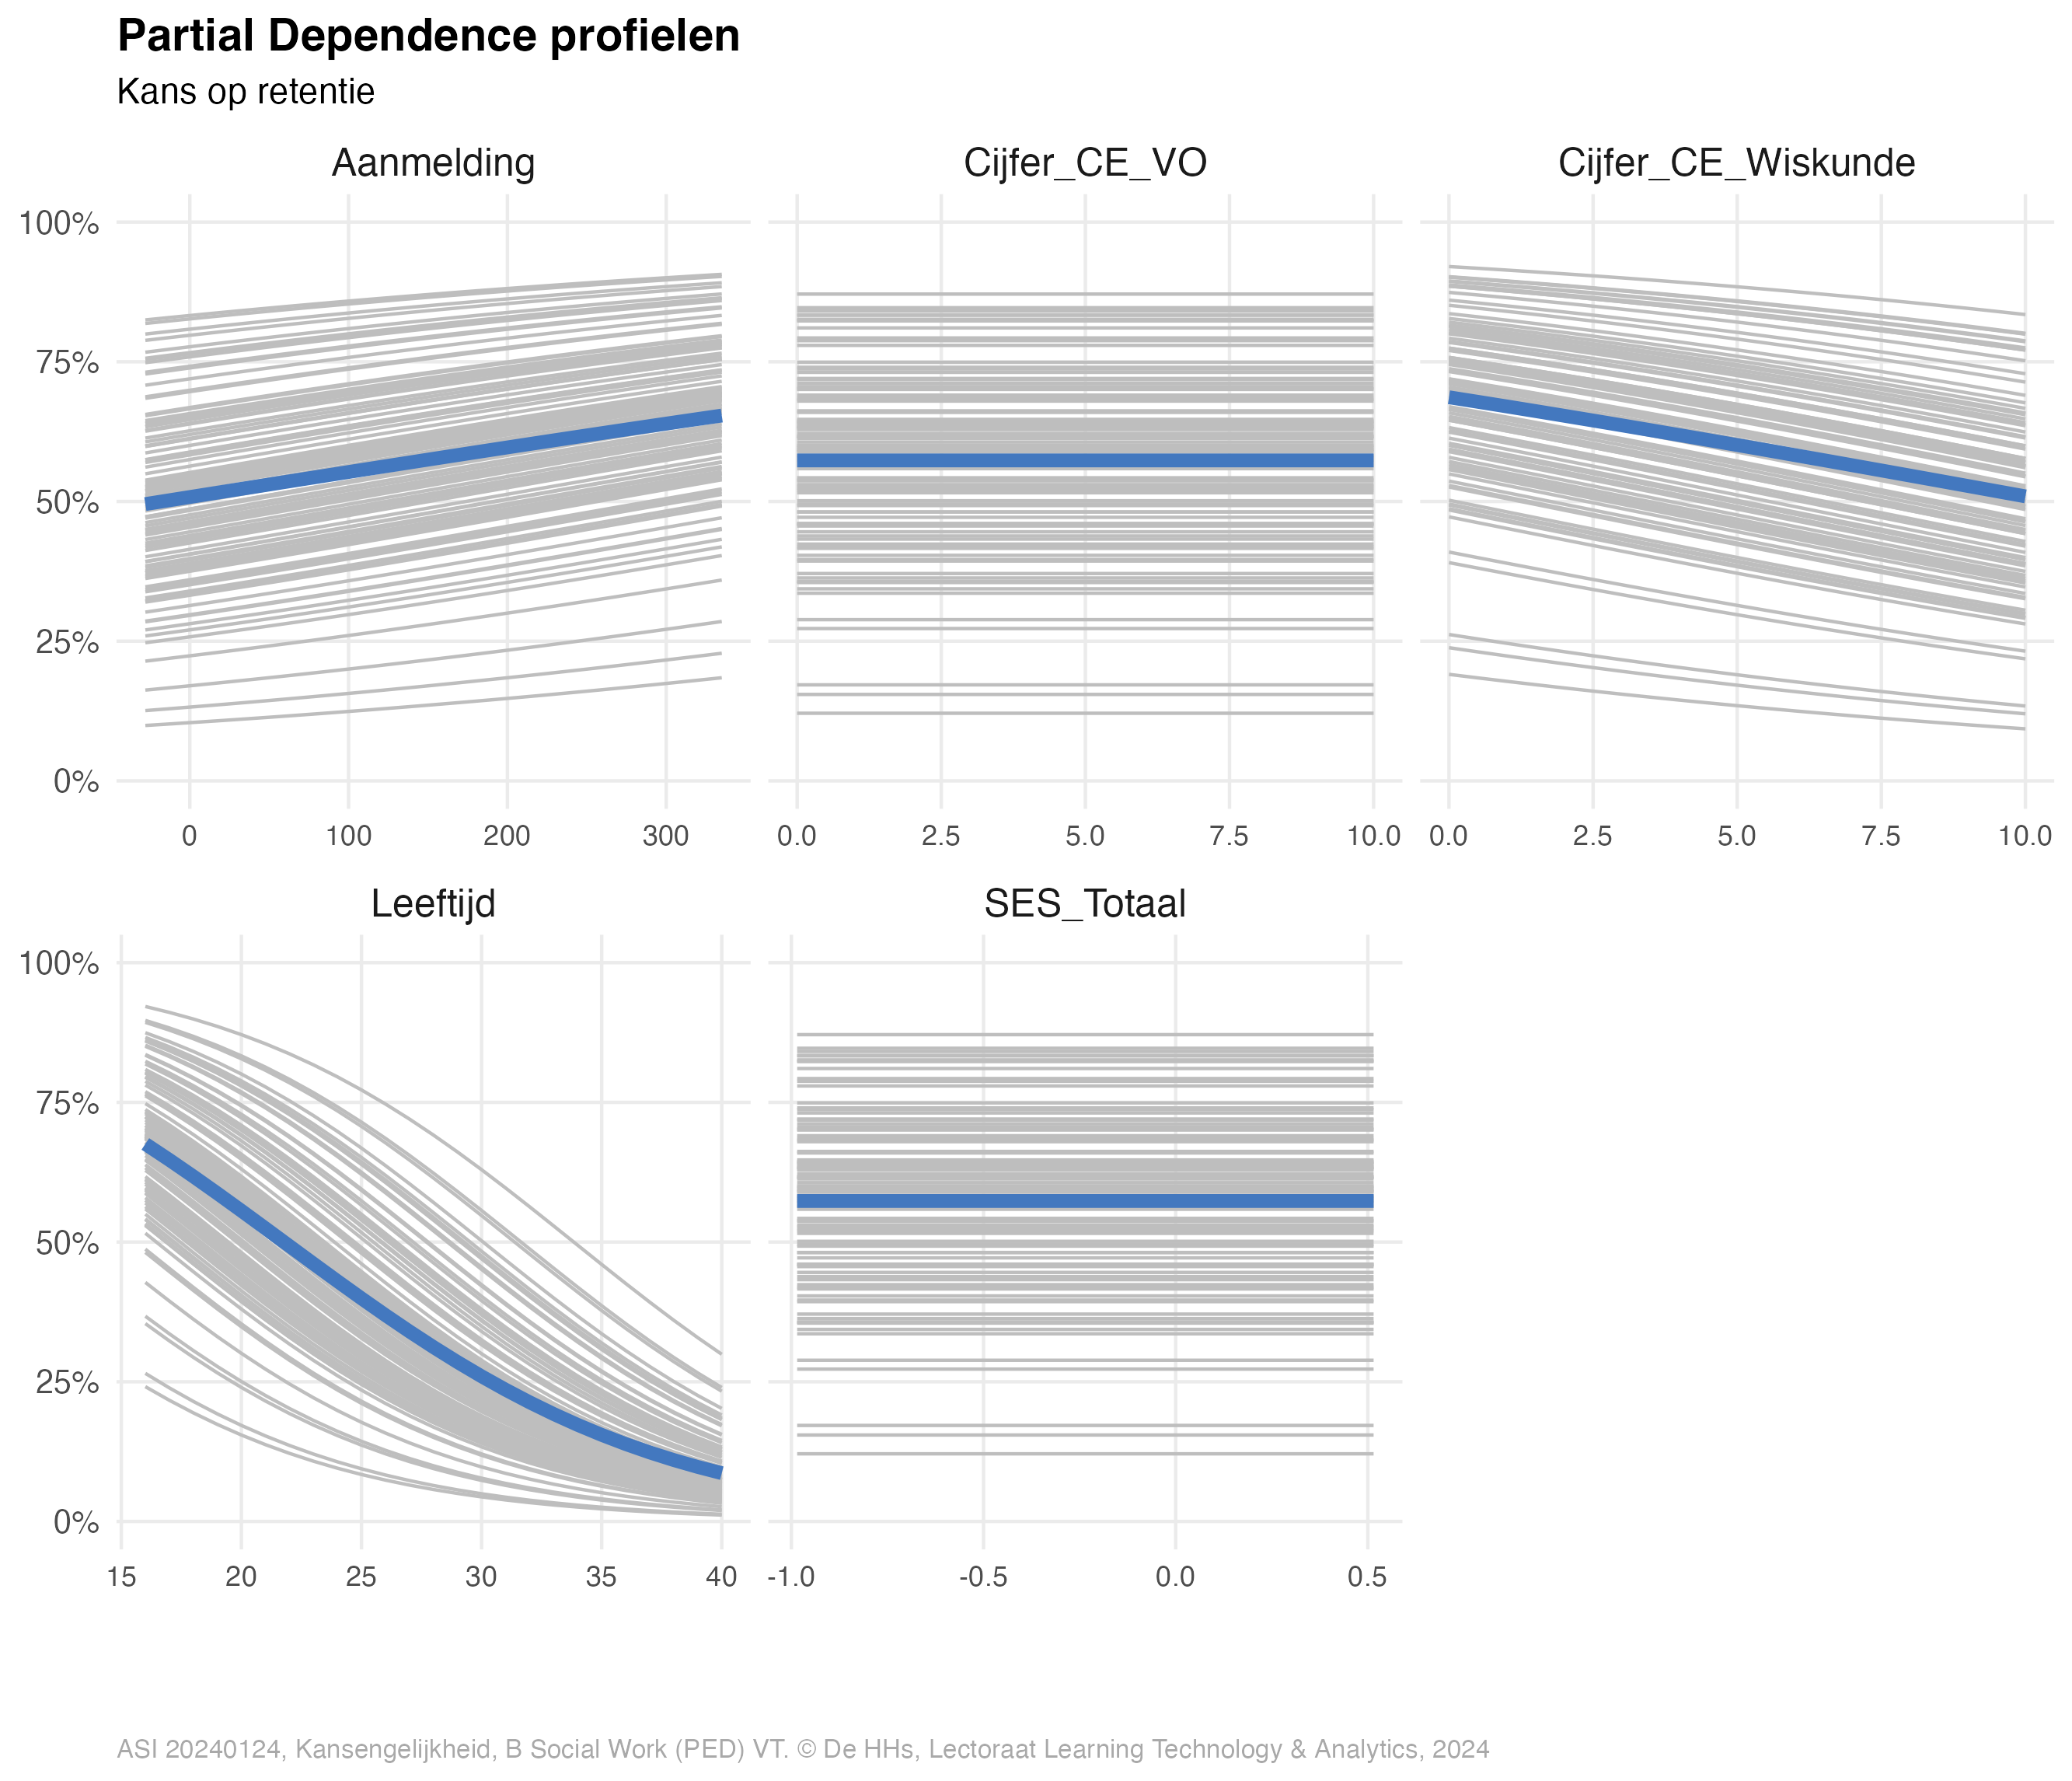 Partial Dependence profielen
Kans op retentie
Aanmelding
Cijfer_CE_VO
Cijfer_CE_Wiskunde
100%
75%
50%
25%
0%
0 100 200 300
0.0 2.5 5.0 7.5 10.0
0.0 2.5 5.0 7.5 10.0
Leeftijd
SES_Totaal
100%
75%
50%
25%
0%
15 20 25 30 35 40
-1.0 -0.5 0.0 0.5
ASI 20240124, Kansengelijkheid, B Social Work (PED) VT. © De HHs, Lectoraat Learning Technology & Analytics, 2024